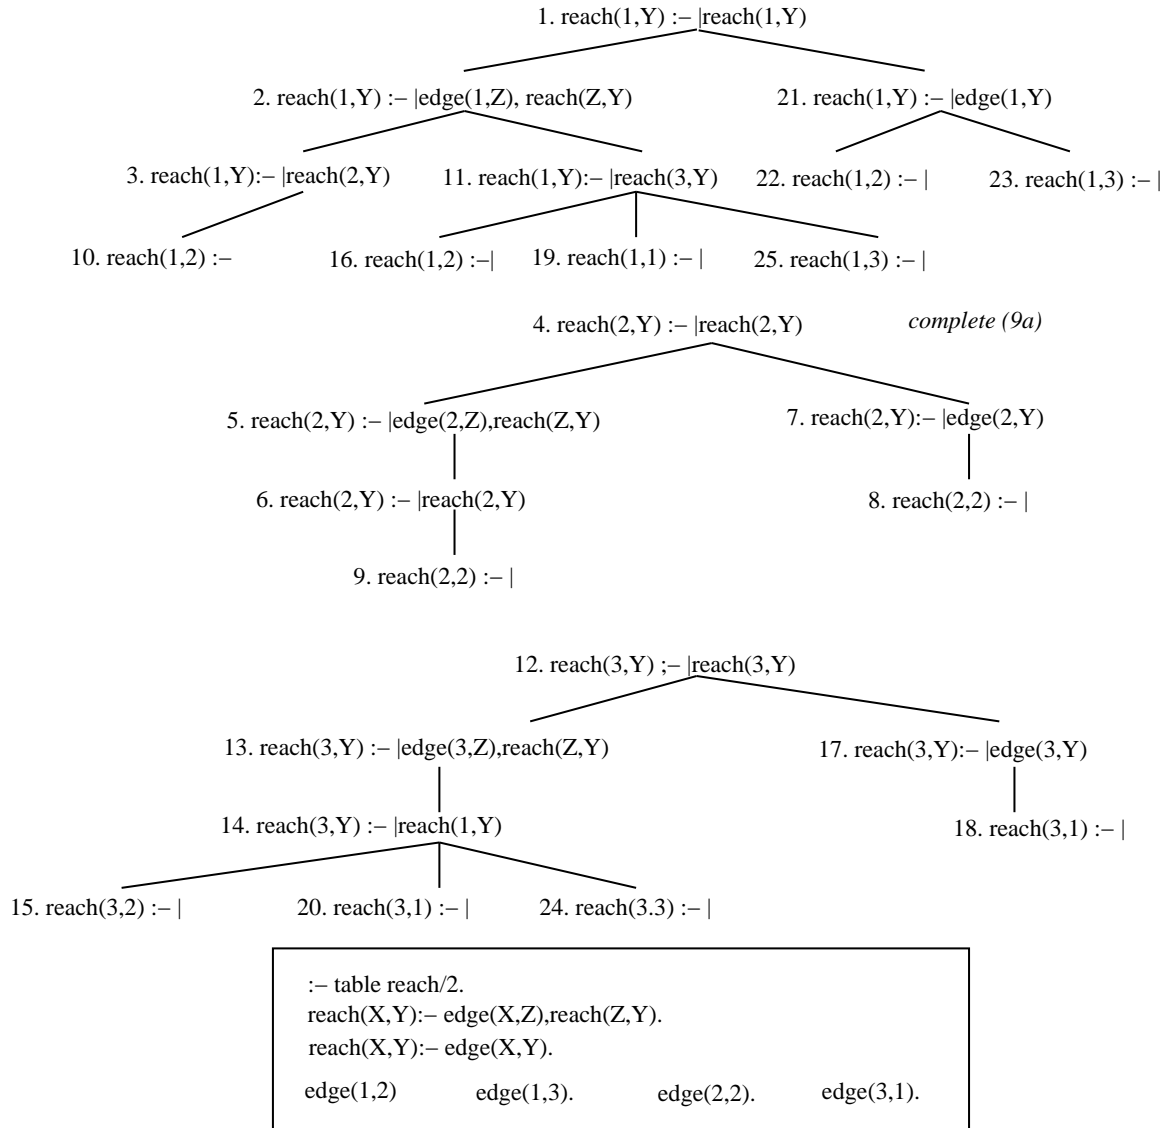 1. reach(1,Y) :– |reach(1,Y)
2. reach(1,Y) :– |edge(1,Z), reach(Z,Y)
21. reach(1,Y) :– |edge(1,Y)
3. reach(1,Y):– |reach(2,Y)
11. reach(1,Y):– |reach(3,Y)
22. reach(1,2) :– |
23. reach(1,3) :– |
10. reach(1,2) :–
16. reach(1,2) :–|
19. reach(1,1) :– |
25. reach(1,3) :– |
4. reach(2,Y) :– |reach(2,Y)
complete (9a)
5. reach(2,Y) :– |edge(2,Z),reach(Z,Y)
7. reach(2,Y):– |edge(2,Y)
6. reach(2,Y) :– |reach(2,Y)
8. reach(2,2) :– |
9. reach(2,2) :– |
12. reach(3,Y) ;– |reach(3,Y)
13. reach(3,Y) :– |edge(3,Z),reach(Z,Y)
17. reach(3,Y):– |edge(3,Y)
14. reach(3,Y) :– |reach(1,Y)
18. reach(3,1) :– |
15. reach(3,2) :– |
20. reach(3,1) :– |
24. reach(3.3) :– |
:– table reach/2.
reach(X,Y):– edge(X,Z),reach(Z,Y).
reach(X,Y):– edge(X,Y).
edge(1,2) edge(1,3). edge(2,2). edge(3,1).